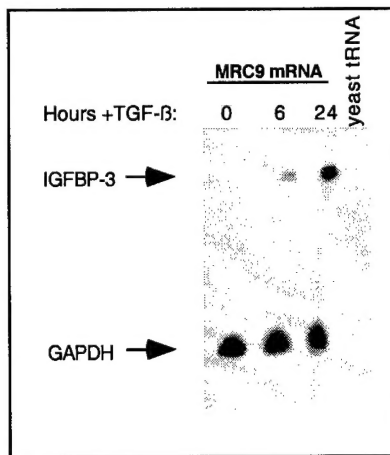 MRC9 mRNA
yeast tRNA
Hours +TGF-ß: 0 6 24
IGFBP-3
GAPDH